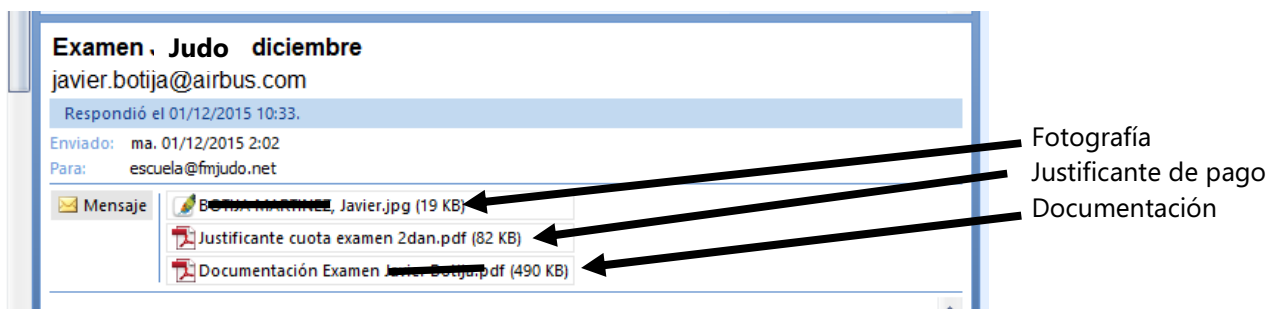 Examen Judo diciembre
javier.botija@airbus.com
Respondió el 01/12/2015 10:33.
Enviado: ma. 01/12/2015 2:02
Para: escuela@fmjudo.net
Mensaje
, Javier.jpg (19 KB)
Justificante cuota examen 2dan.pdf (82 KB)
Documentación Examen .pdf (490 KB)
Fotografía
Justificante de pago
Documentación